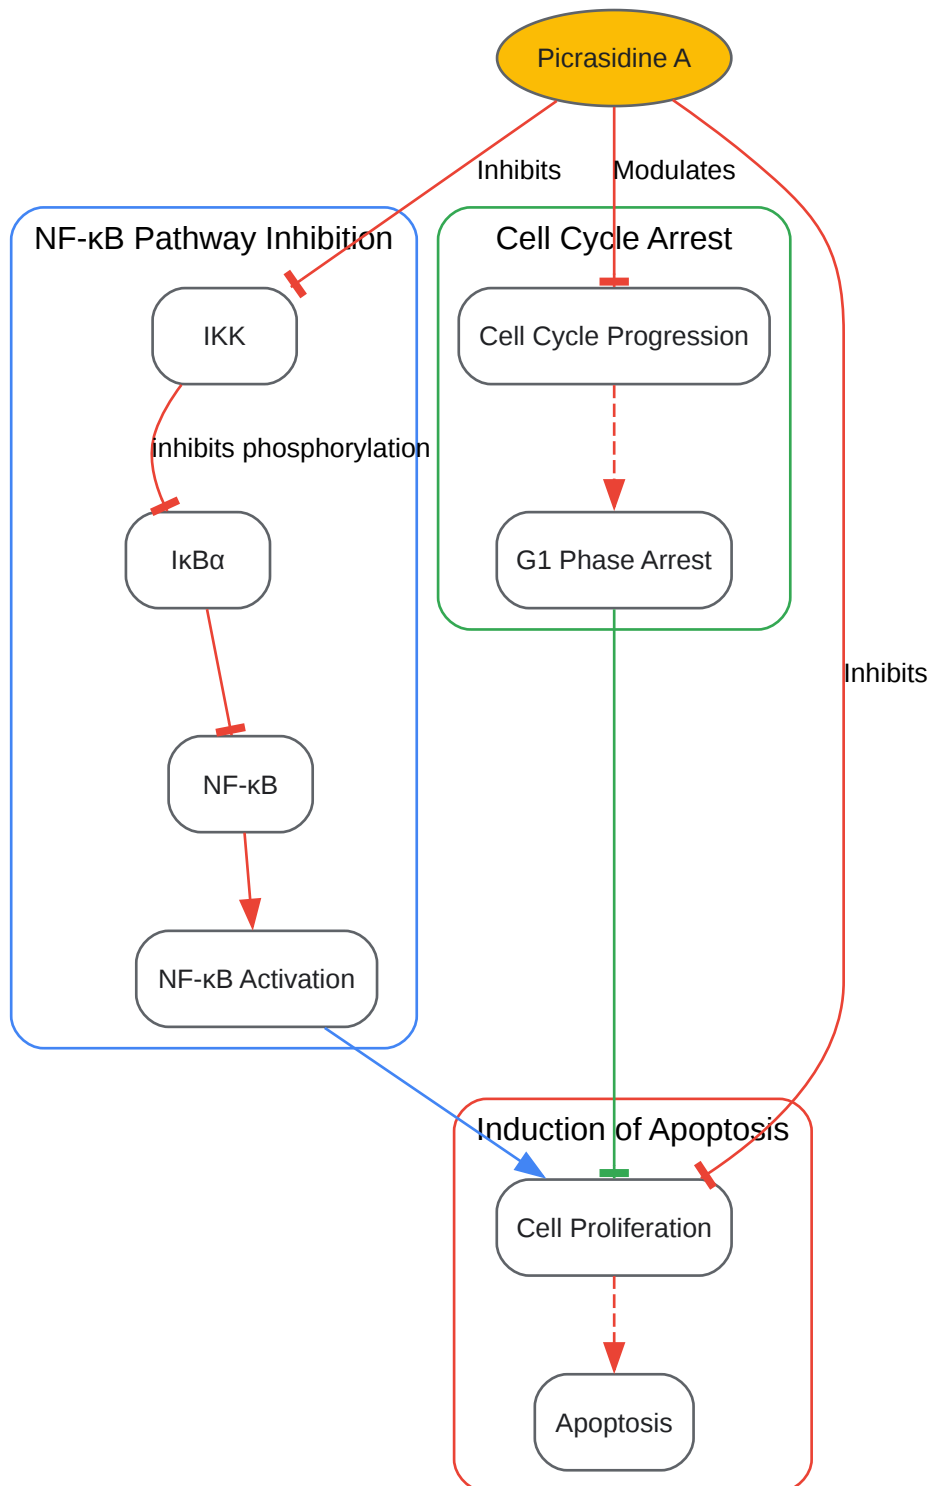 Picrasidine A
Inhibits
Modulates
NF-κB Pathway Inhibition
Cell Cycle Arrest
IKK
Cell Cycle Progression
inhibits phosphorylation
IκBα
G1 Phase Arrest
Inhibits
NF-κB
NF-κB Activation
Induction of Apoptosis
Cell Proliferation
Apoptosis